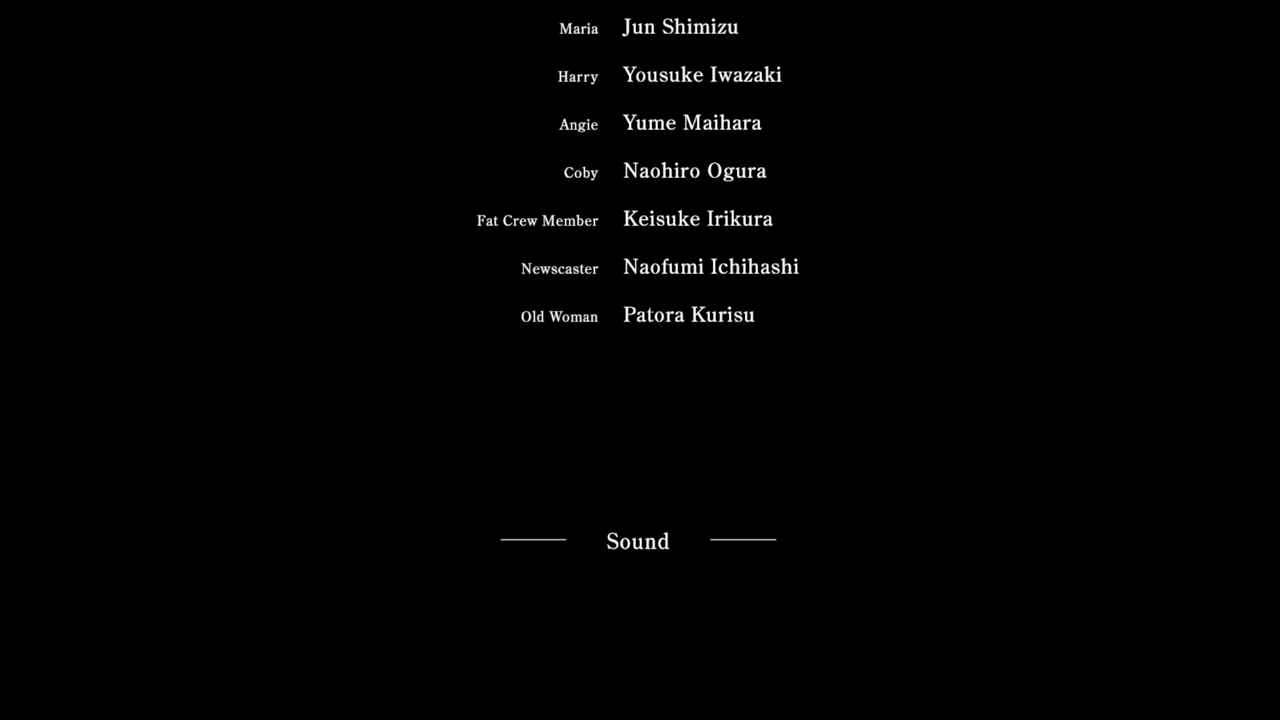 Maria Jun Shimizu
Harry Yousuke Iwazaki
Angie Yume Maihara
Coby Naohiro Ogura
Fat Crew Member Keisuke Irikura
Newscaster Naofumi Ichihashi
Old Woman Patora Kurisu
Sound